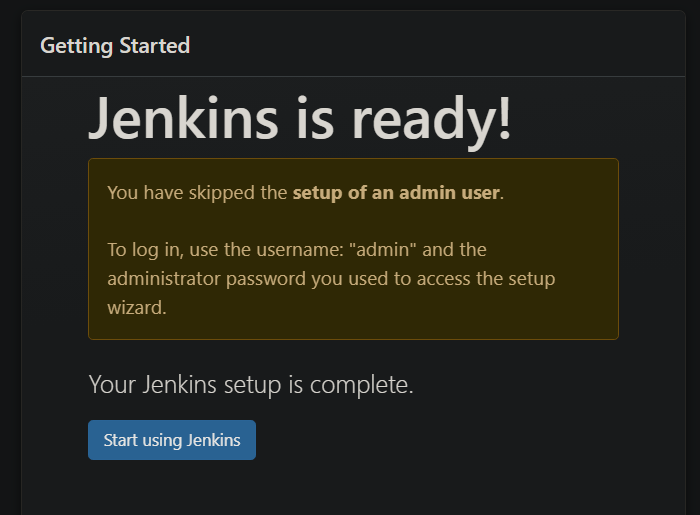 Getting Started
Jenkins is ready!
You have skipped the setup of an admin user.
To log in, use the username: "admin" and the
administrator password you used to access the setup
wizard.
Your Jenkins setup is complete.
Start using Jenkins